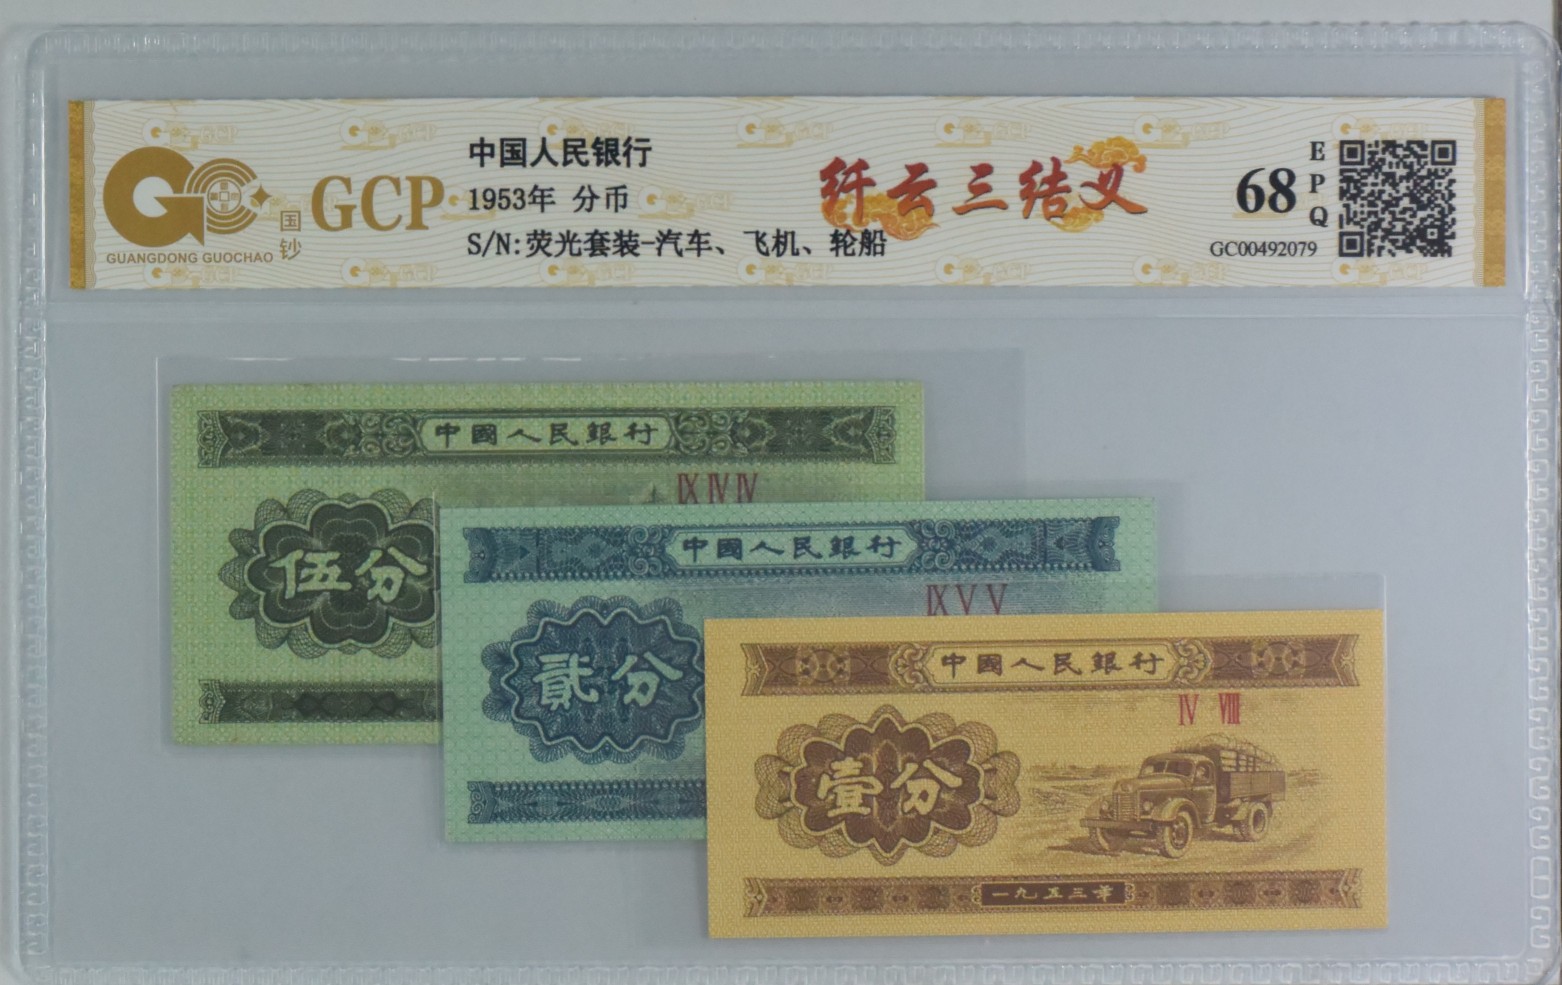 中国人民银行
1953年 分币
S/N:荧光套装-汽车、飞机、轮船
GCP
国钞
GUANGDONG GUOCHAO
纤云三结义
68
EPQ
GC00492079
中國人民銀行
IX IV IV
伍分
中國人民銀行
IX V V
貳分
中國人民銀行
IV VIII
壹分
一九五三年